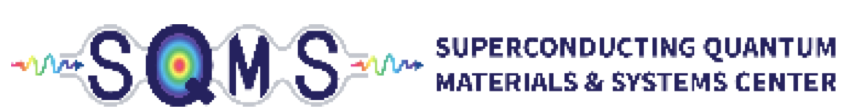 SQMS
SUPERCONDUCTING QUANTUM
MATERIALS & SYSTEMS CENTER